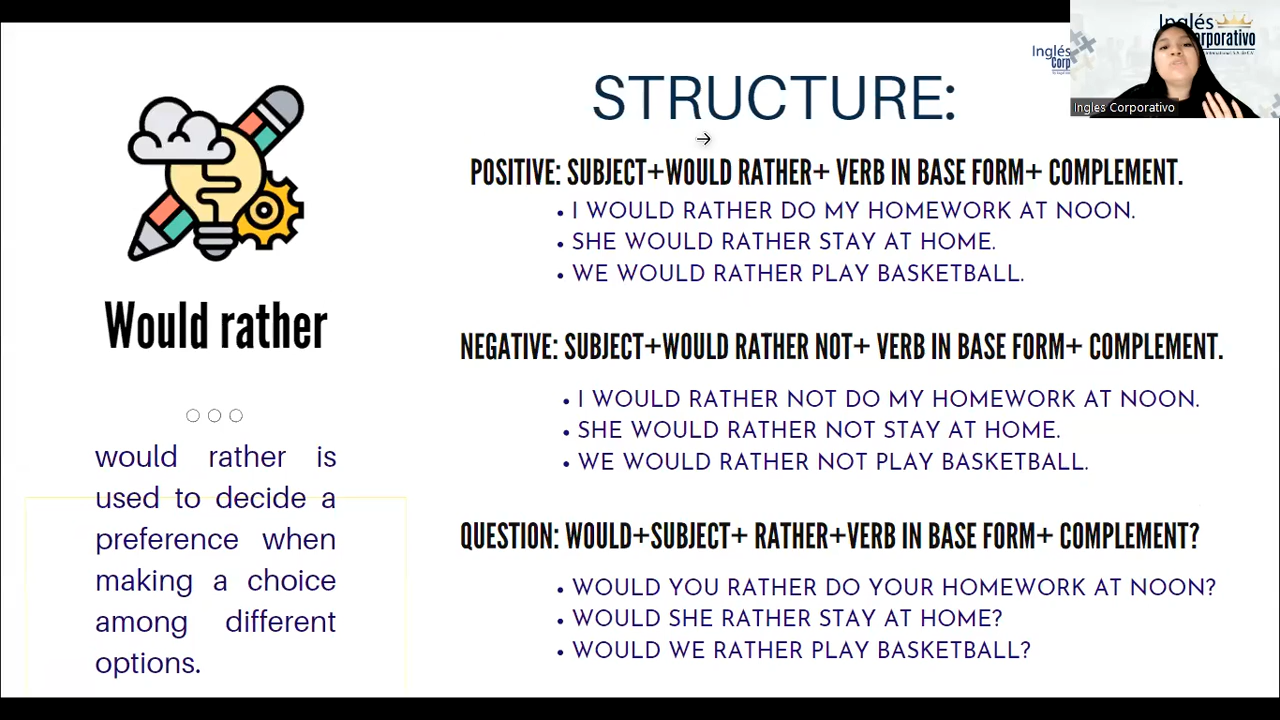 Inglés
Corporativo
Inglés
Corp
Ingles Corporativo
STRUCTURE:
POSITIVE: SUBJECT+WOULD RATHER+ VERB IN BASE FORM+ COMPLEMENT.
• I WOULD RATHER DO MY HOMEWORK AT NOON.
• SHE WOULD RATHER STAY AT HOME.
• WE WOULD RATHER PLAY BASKETBALL.
Would rather
NEGATIVE: SUBJECT+WOULD RATHER NOT+ VERB IN BASE FORM+ COMPLEMENT.
• I WOULD RATHER NOT DO MY HOMEWORK AT NOON.
• SHE WOULD RATHER NOT STAY AT HOME.
• WE WOULD RATHER NOT PLAY BASKETBALL.
would rather is
used to decide a
preference when
making a choice
among different
options.
QUESTION: WOULD+SUBJECT+ RATHER+VERB IN BASE FORM+ COMPLEMENT?
• WOULD YOU RATHER DO YOUR HOMEWORK AT NOON?
• WOULD SHE RATHER STAY AT HOME?
• WOULD WE RATHER PLAY BASKETBALL?